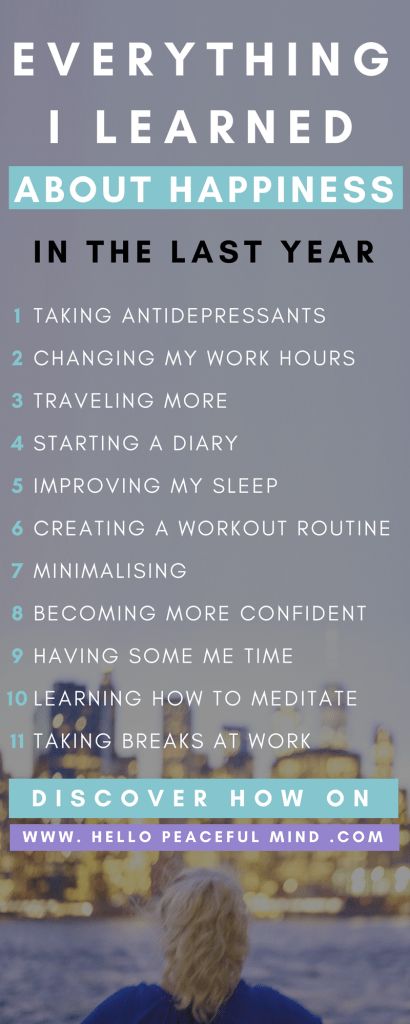 EVERYTHING
I LEARNED
ABOUT HAPPINESS
IN THE LAST YEAR
1 TAKING ANTIDEPRESSANTS
2 CHANGING MY WORK HOURS
3 TRAVELING MORE
4 STARTING A DIARY
5 IMPROVING MY SLEEP
6 CREATING A WORKOUT ROUTINE
7 MINIMALISING
8 BECOMING MORE CONFIDENT
9 HAVING SOME ME TIME
10 LEARNING HOW TO MEDITATE
11 TAKING BREAKS AT WORK
DISCOVER HOW ON
WWW. HELLO PEACEFUL MIND .COM